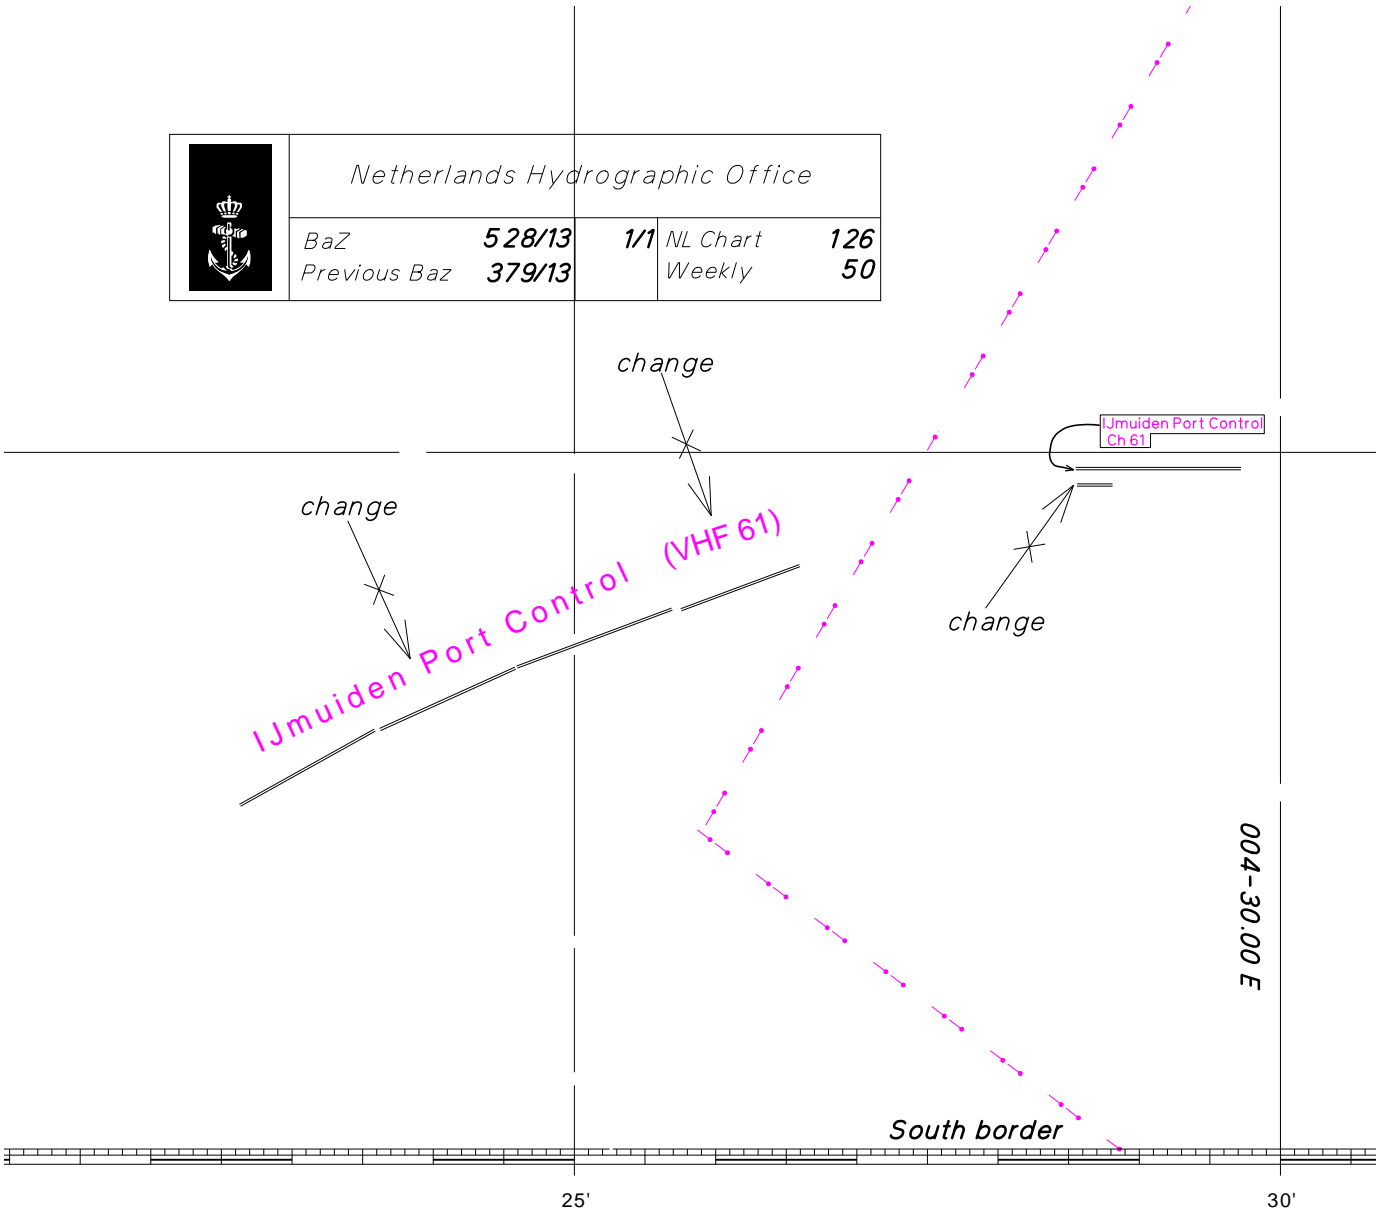 Netherlands Hydrographic Office
BaZ 528/13 1/1 NL Chart 126
Previous Baz 379/13 Weekly 50
change
IJmuiden Port Control
Ch 61
change
IJmuiden Port Control (VHF 61)
change
004-30.00 E
South border
25' 30'